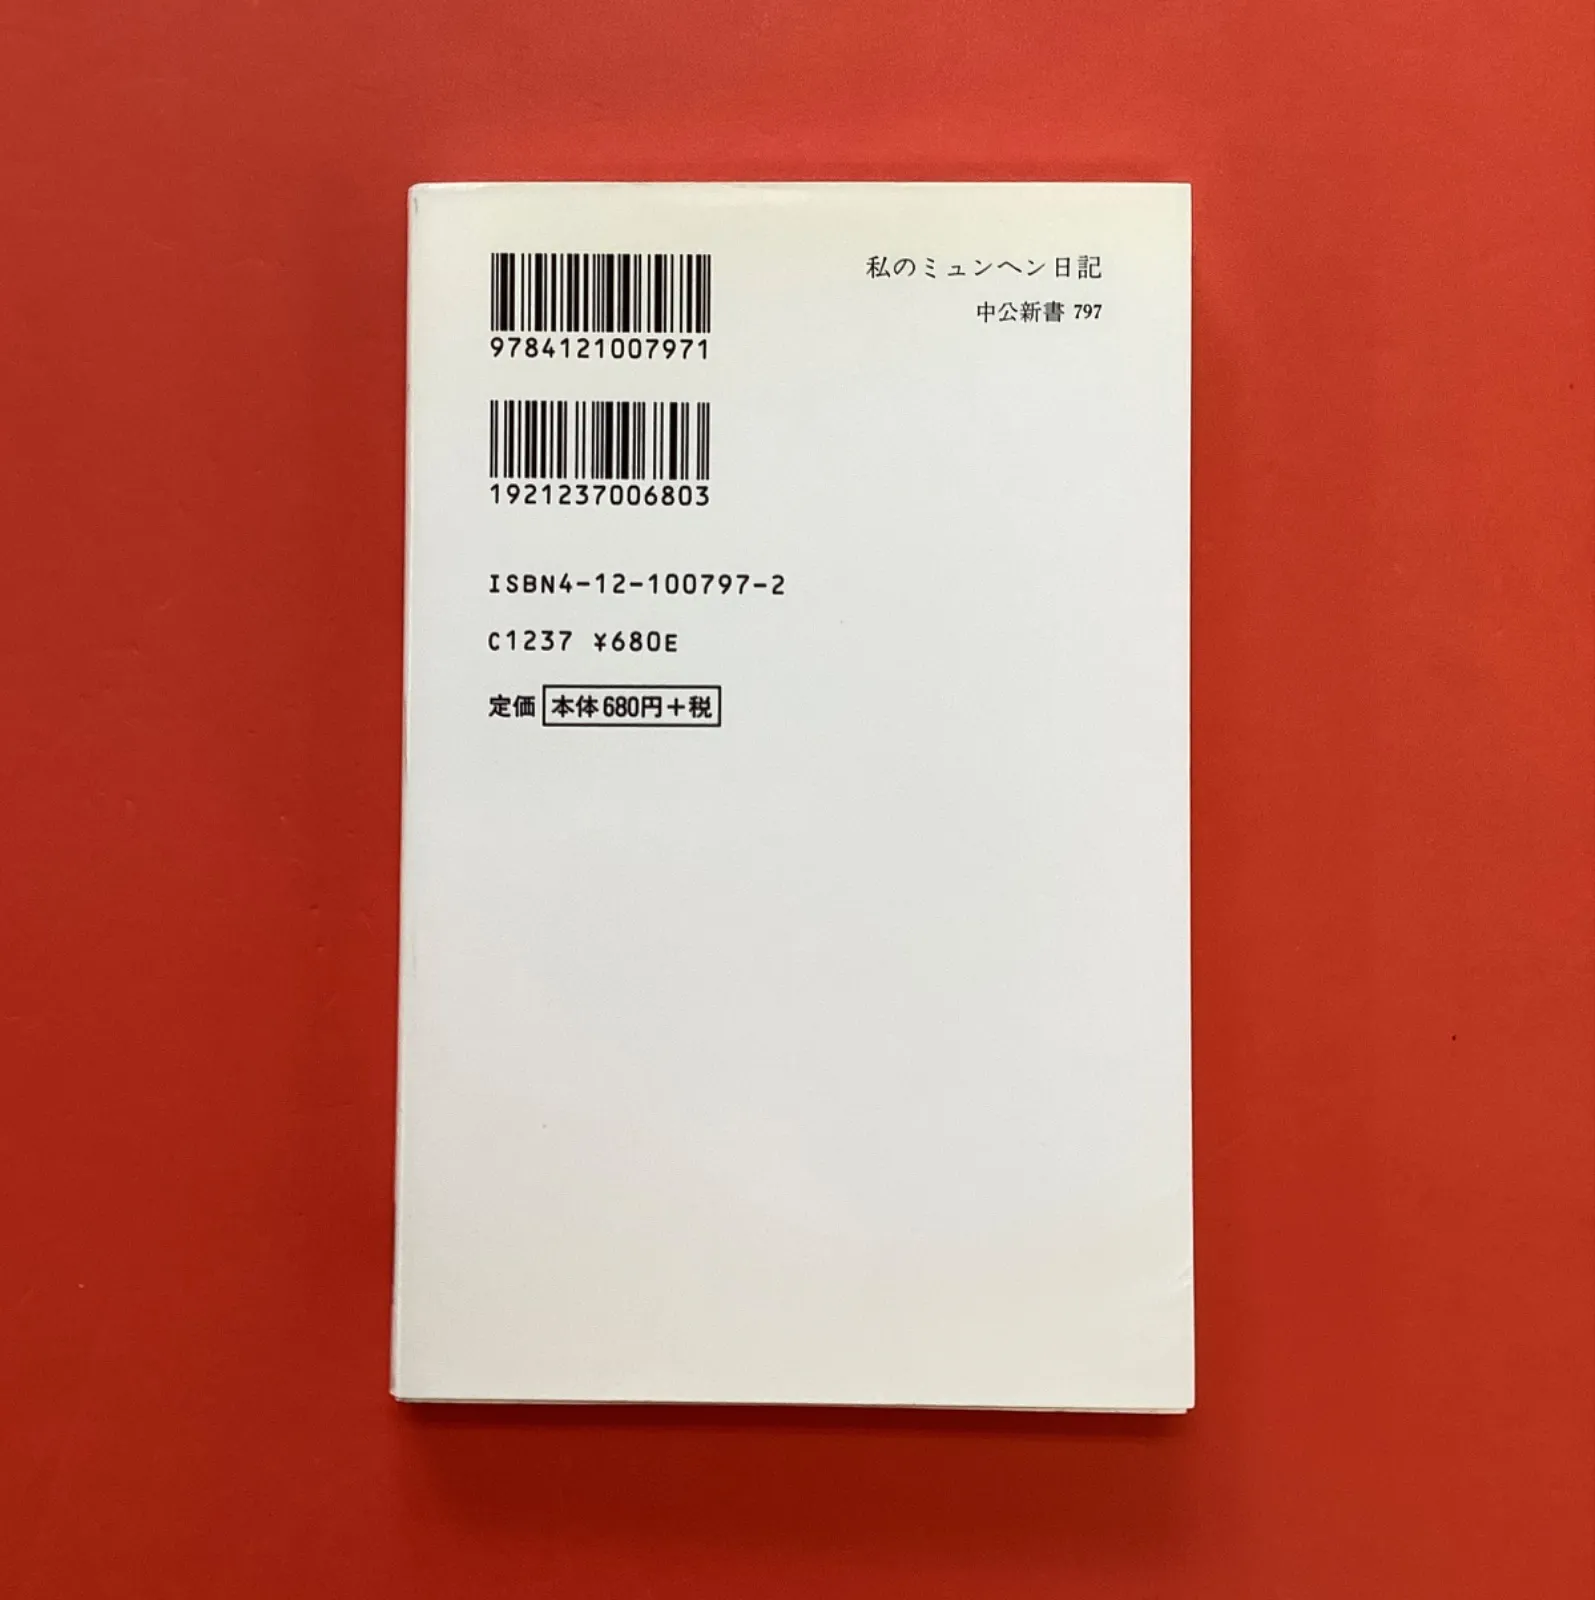 私のミュンヘン日記
中公新書 797
9784121007971
1921237006803
ISBN4-12-100797-2
C1237 ¥680E
定価 本体680円+税